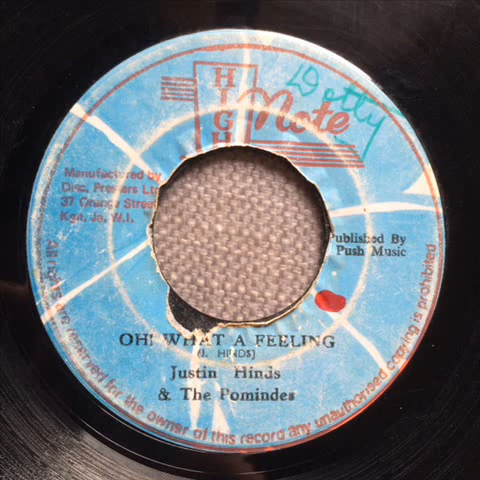 HIGH Note
Detty
Manufactured by
Disc Pressers Ltd
37 Orange Street
Kgn. Ja. W.I.
Published By
Push Music
OH! WHAT A FEELING
(J. HINDS)
Justin Hinds
& The Pomindes
All rights are reserved for the owner of this record any unauthorised copying is prohibited